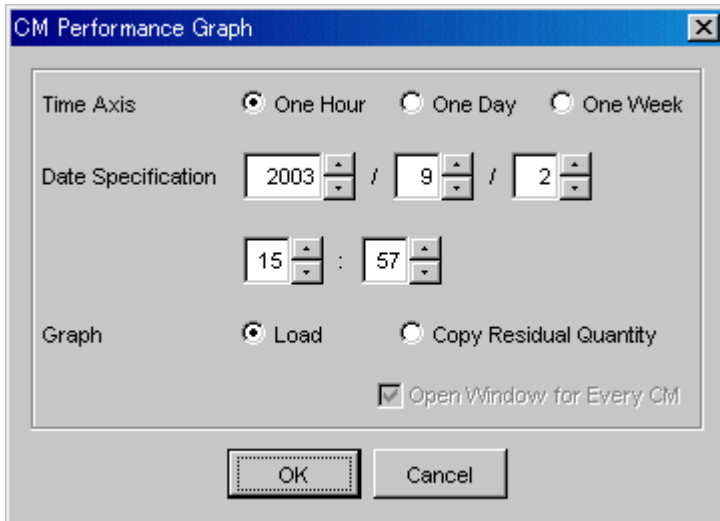 CM Performance Graph
Time Axis One Hour One Day One Week
Date Specification 2003 / 9 / 2
15 : 57
Graph Load Copy Residual Quantity
Open Window for Every CM
OK Cancel